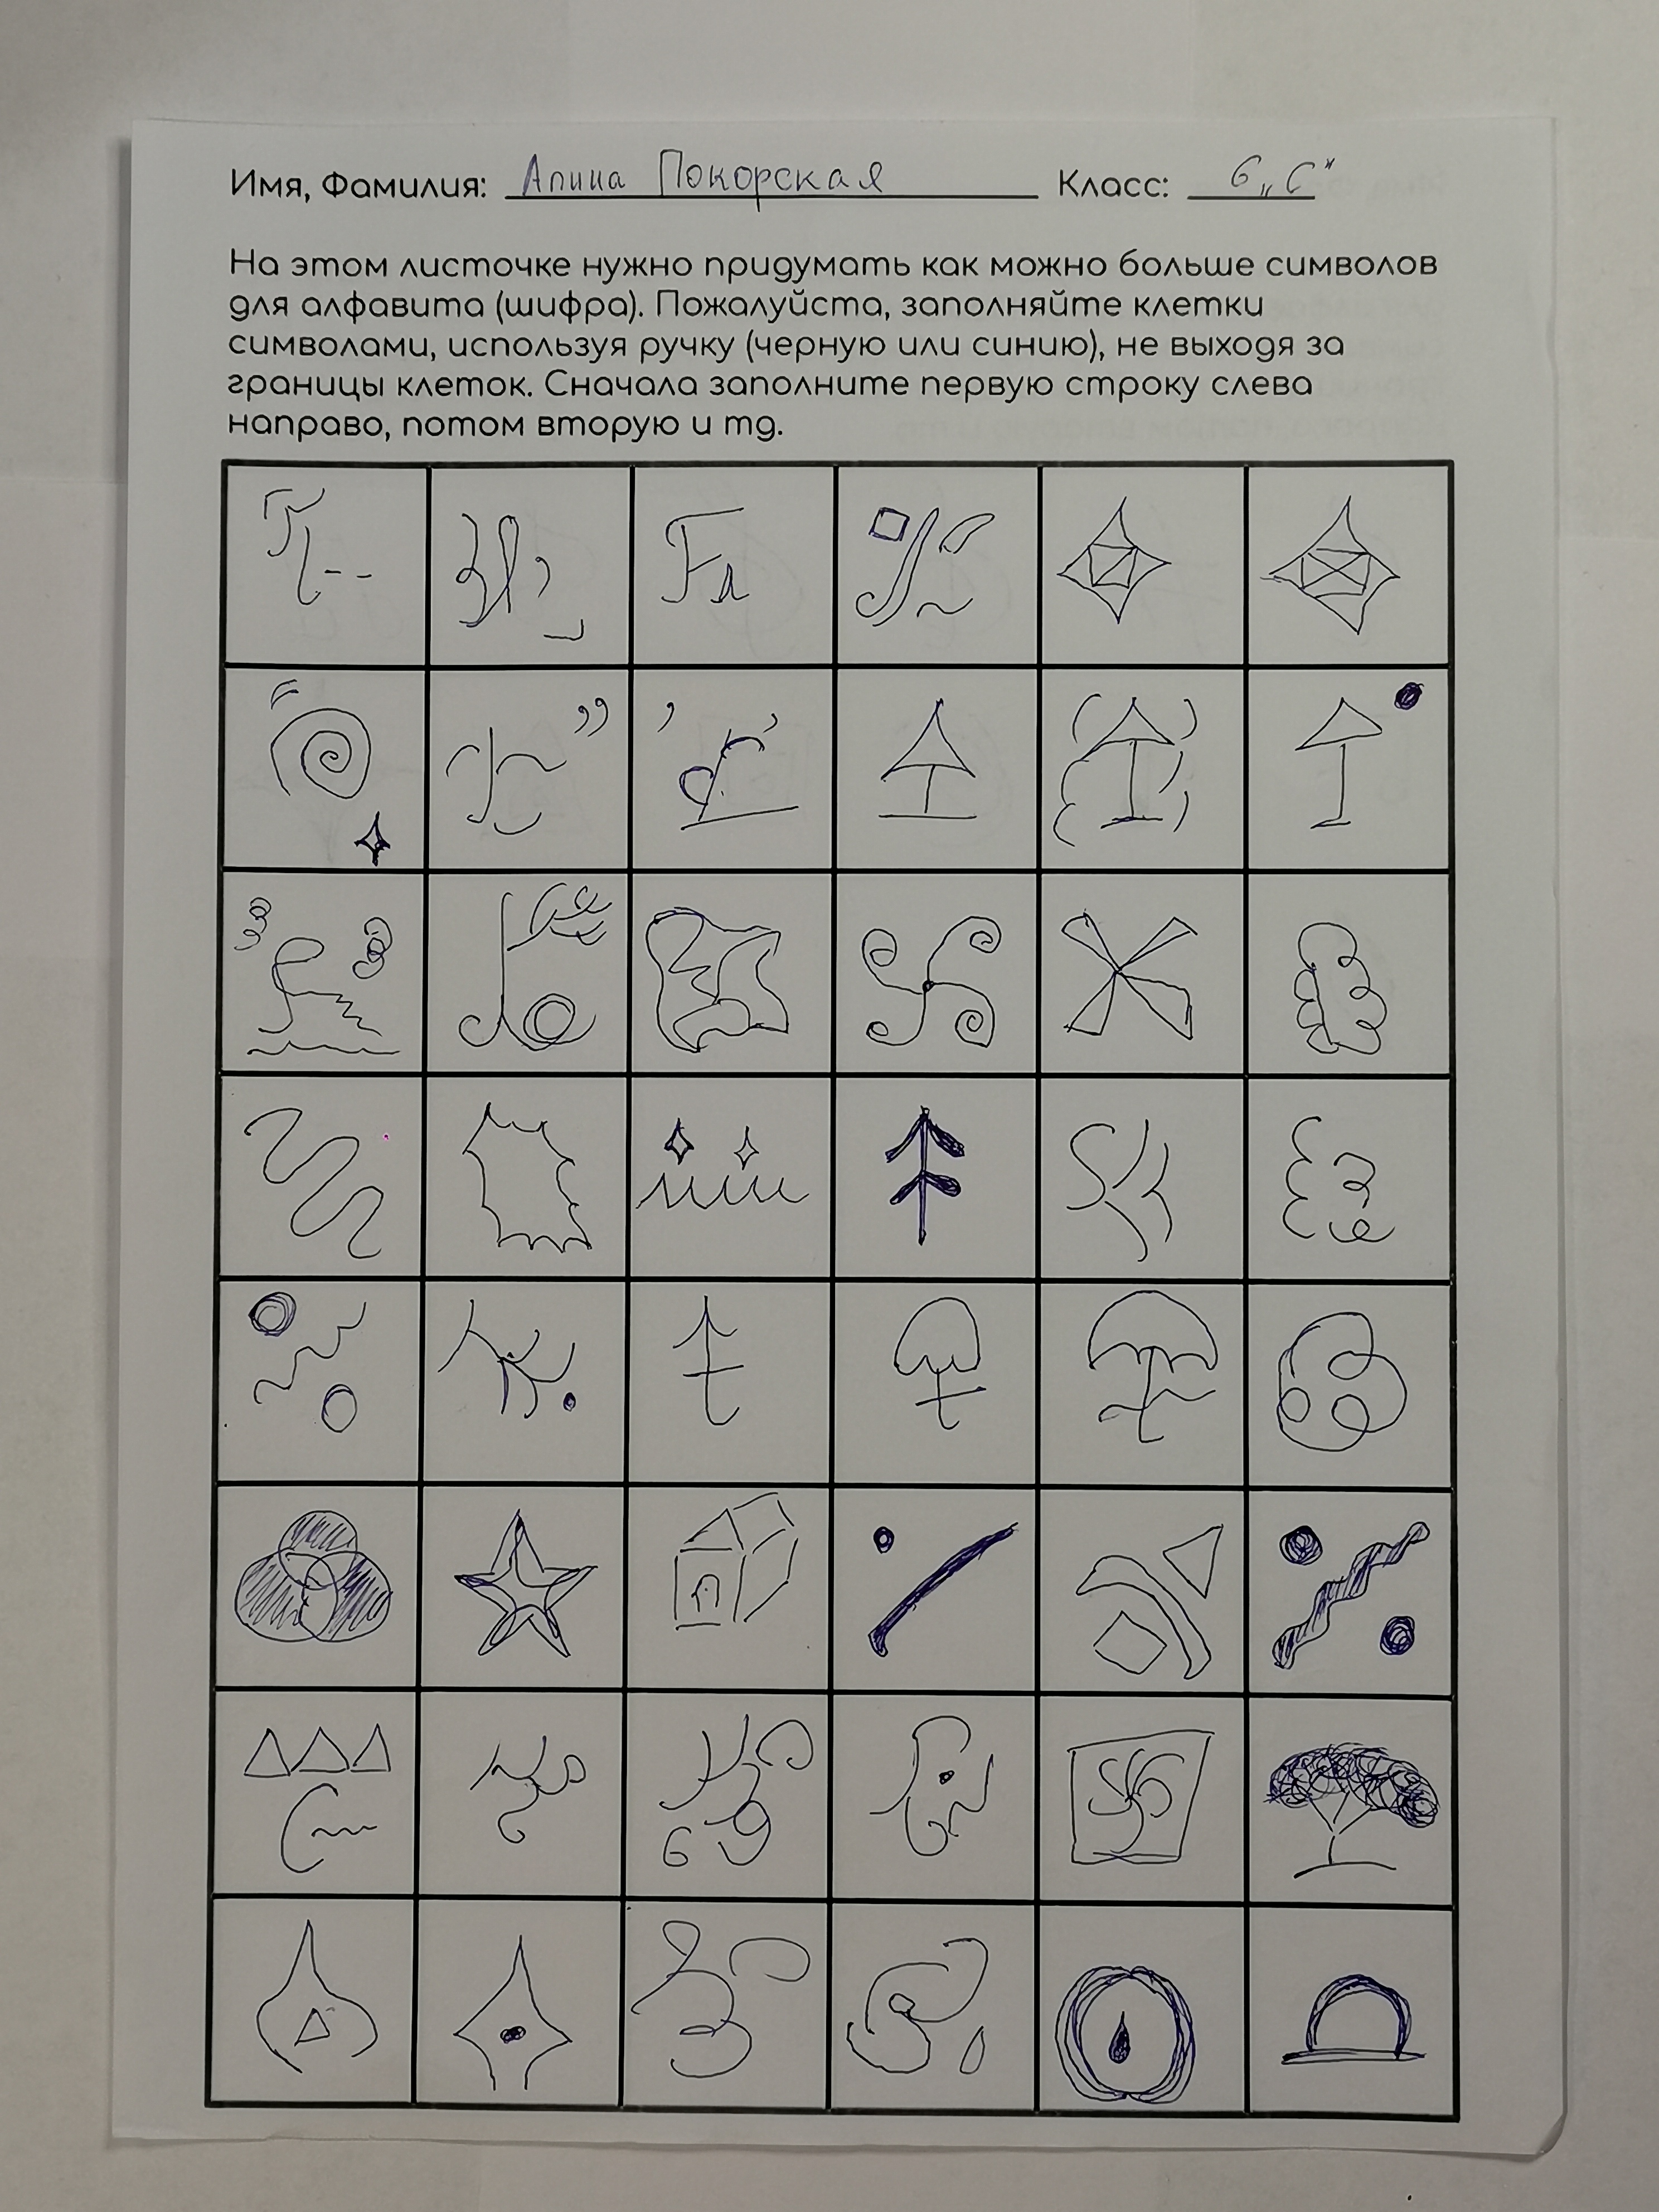 Имя, Фамилия: Алина Покорская Класс: 6 „С"
На этом листочке нужно придумать как можно больше символов
для алфавита (шифра). Пожалуйста, заполняйте клетки
символами, используя ручку (черную или синию), не выходя за
границы клеток. Сначала заполните первую строку слева
направо, потом вторую и тд.